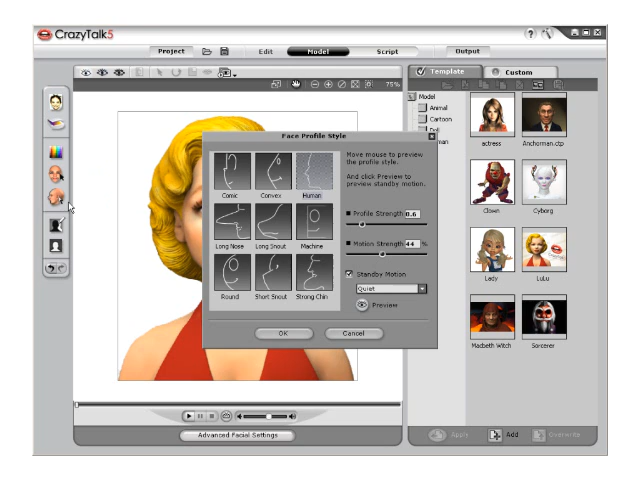 CrazyTalk5
Project Edit Model Script Output
Template Custom
75%
Model
Animal
Cartoon
Doll
actress Anchorman.ctp
Clown Cyborg
Lady LuLu
Macbeth Witch Sorcerer
Face Profile Style
Comic Convex Human
Long Nose Long Snout Machine
Round Short Snout Strong Chin
Move mouse to preview
the profile style.
And click Preview to
preview standby motion.
Profile Strength 0.6
Motion Strength 44 %
Standby Motion
Quiet
Preview
OK Cancel
Advanced Facial Settings
Apply Add Overwrite